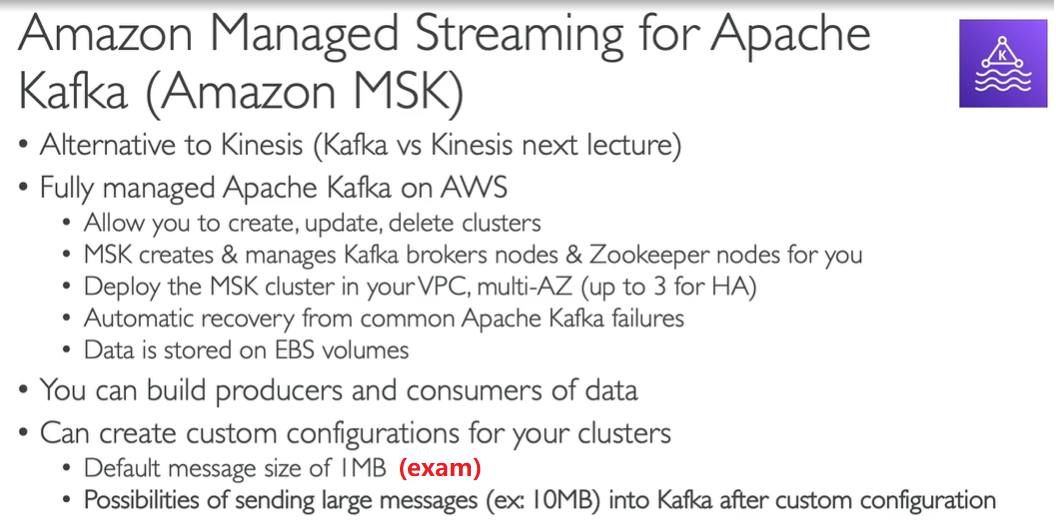 Amazon Managed Streaming for Apache
Kafka (Amazon MSK)
K
• Alternative to Kinesis (Kafka vs Kinesis next lecture)
• Fully managed Apache Kafka on AWS
• Allow you to create, update, delete clusters
• MSK creates & manages Kafka brokers nodes & Zookeeper nodes for you
• Deploy the MSK cluster in your VPC, multi-AZ (up to 3 for HA)
• Automatic recovery from common Apache Kafka failures
• Data is stored on EBS volumes
• You can build producers and consumers of data
• Can create custom configurations for your clusters
• Default message size of 1MB (exam)
• Possibilities of sending large messages (ex: 10MB) into Kafka after custom configuration